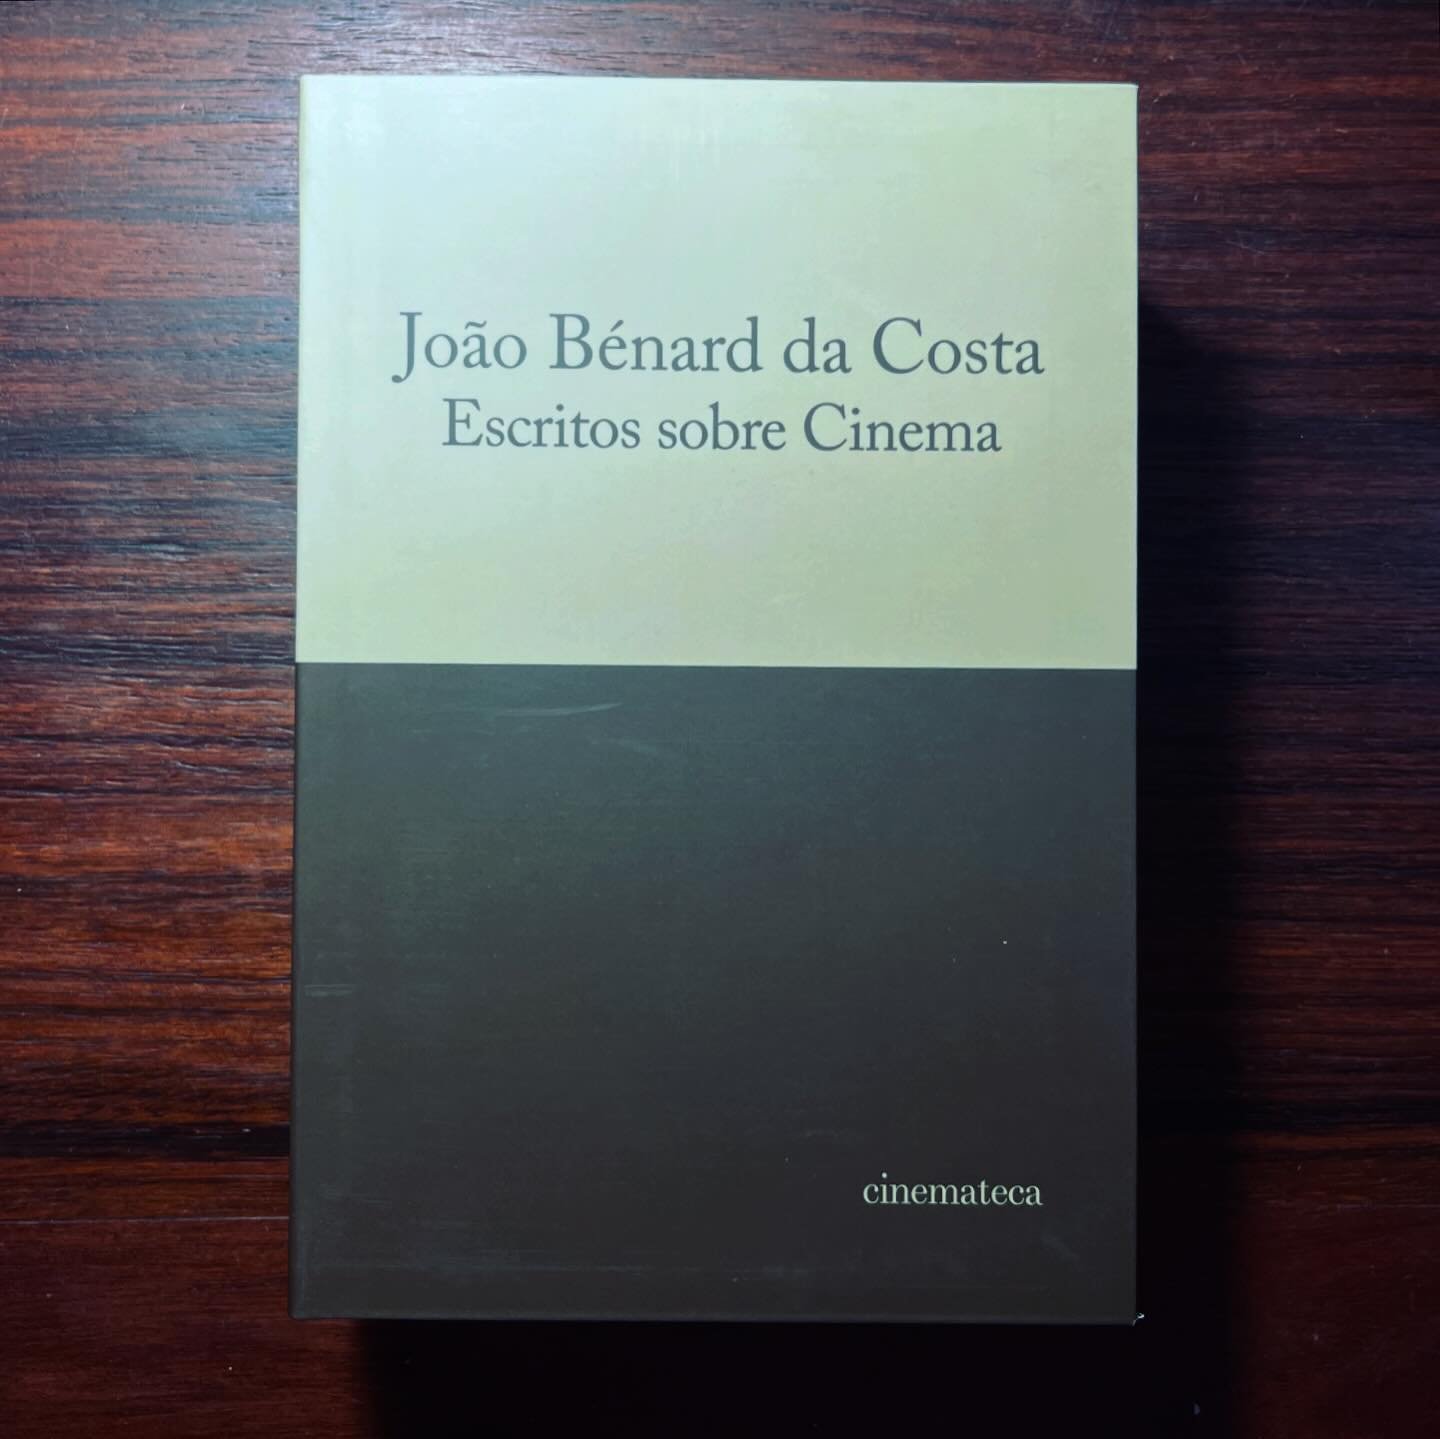 João Bénard da Costa
Escritos sobre Cinema
cinemateca